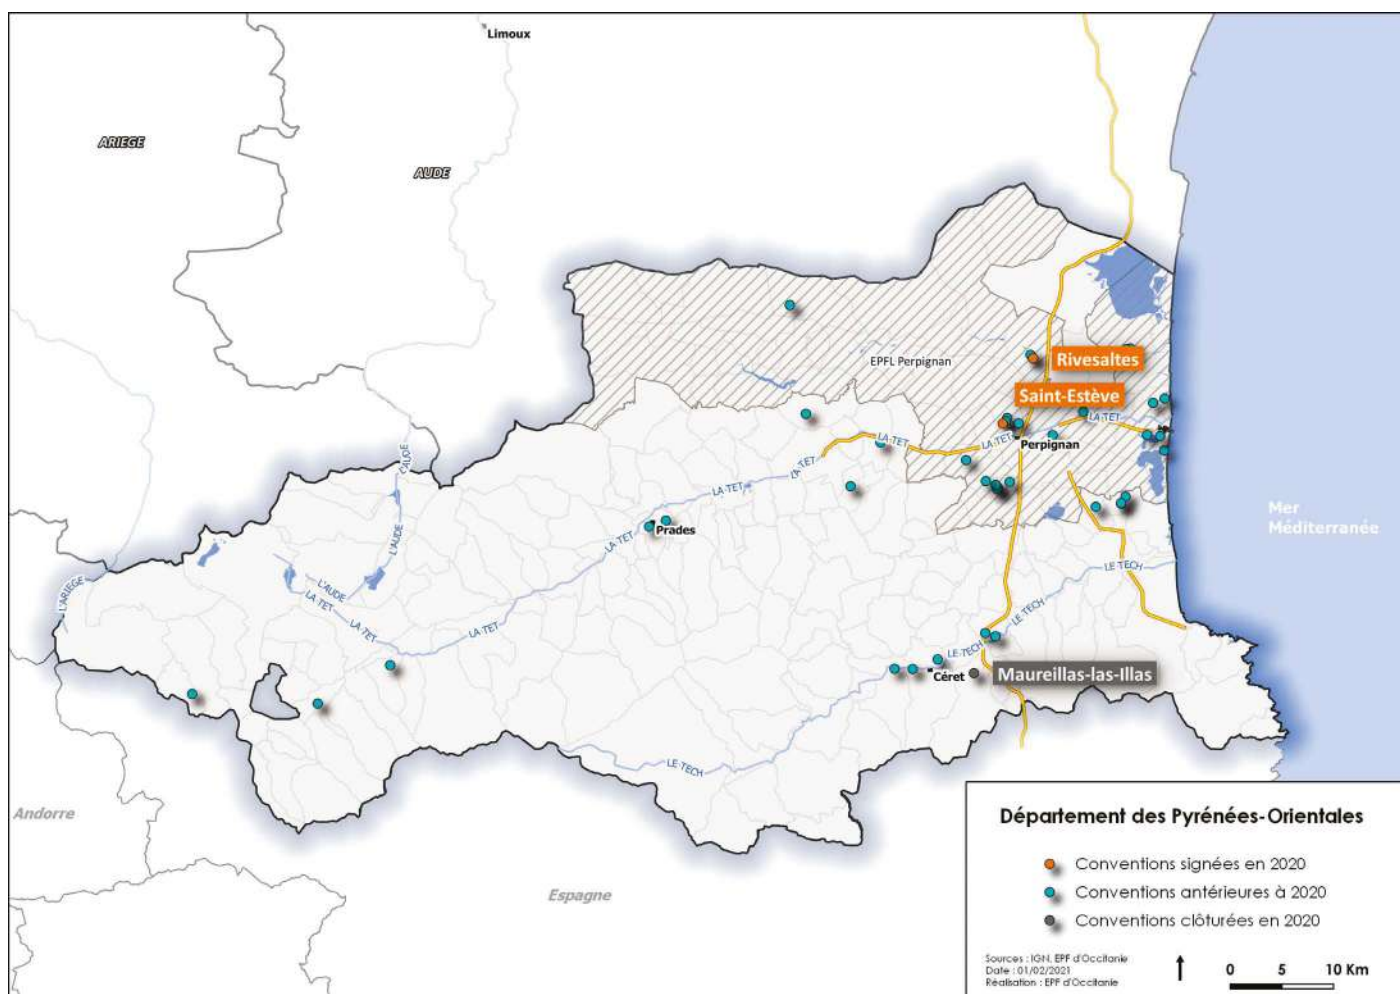 Limoux
ARIEGE
AUDE
EPFL Perpignan
Rivesaltes
Saint-Estève
LA TET
LA TET
LA TET
Perpignan
LA TET
LA TET
Mer
Méditerranée
L'AUDE
L'AUDE
Prades
LA TET
L'ARIEGE
L'AUDE
LA TET
LA TET
LA TET
LE TECH
LE TECH
LE TECH
Céret
Maureillas-las-Illas
LE TECH
Andorre
Espagne
Département des Pyrénées-Orientales
Conventions signées en 2020
Conventions antérieures à 2020
Conventions clôturées en 2020
Sources : IGN, EPF d'Occitanie
Date : 01/02/2021
Réalisation : EPF d'Occitanie
0 5 10 Km